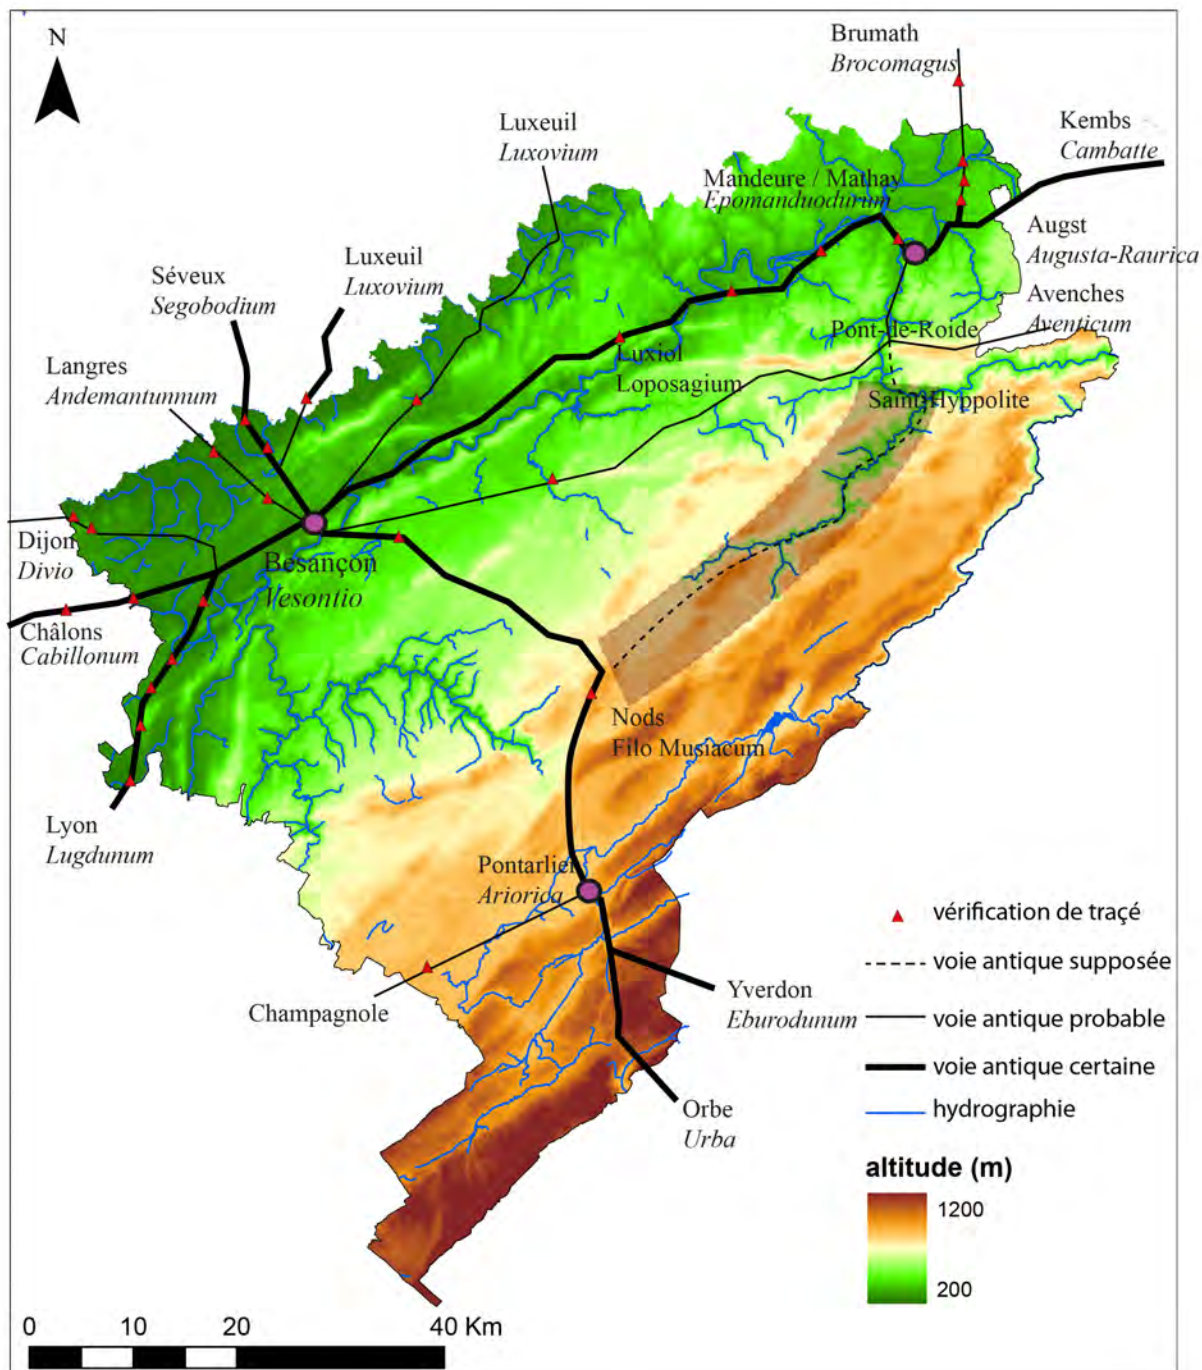 N
Brumath
Brocomagus
Kembs
Cambatte
Luxeuil
Luxovium
Mandeure / Mathay
Epomanduodurum
Augst
Augusta-Raurica
Luxeuil
Luxovium
Séveux
Segobodium
Avenches
Aventicum
Pont-de-Roide
Langres
Andemantunnum
Luxiol
Loposagium
Saint Hyppolite
Dijon
Divio
Besançon
Vesontio
Châlons
Cabillonum
Nods
Filo Musiacum
Lyon
Lugdunum
Pontarlier
Ariorica
Champagnole
Yverdon
Eburodunum
Orbe
Urba
vérification de traçé
voie antique supposée
voie antique probable
voie antique certaine
hydrographie
altitude (m)
1200
200
0 10 20 40 Km